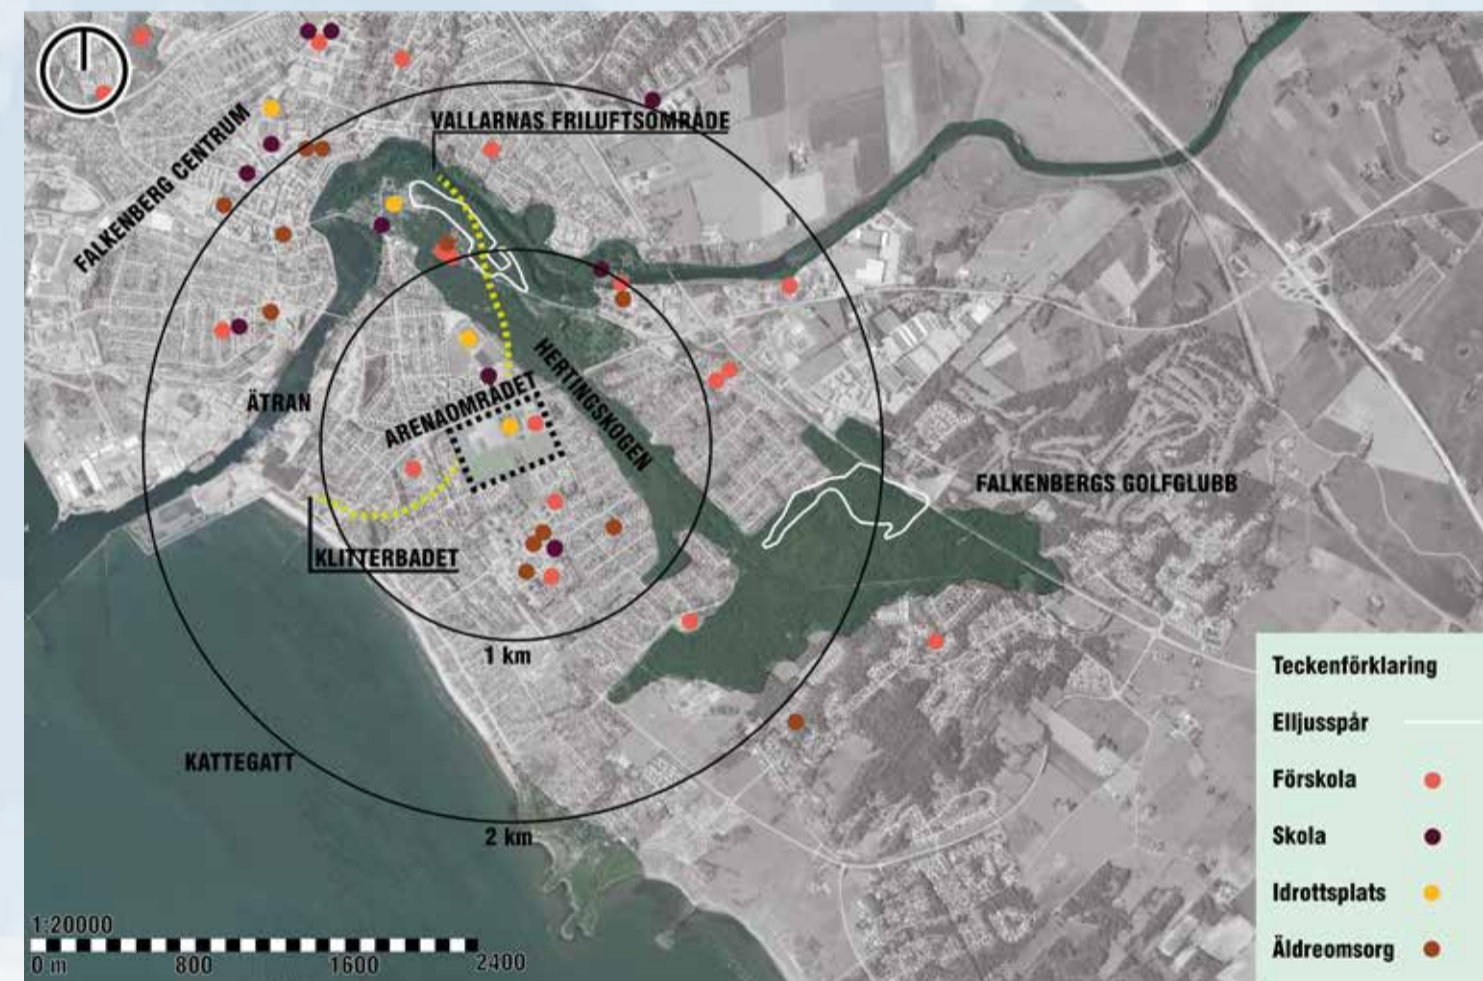 VALLARNAS FRILUFTSOMRÅDE
FALKENBERG CENTRUM
HERTINGSKOGEN
ÄTRAN
ARENAOMRÅDET
FALKENBERGS GOLFGLUBB
KLITTERBADET
1 km
KATTEGATT
2 km
1:20000
0 m 800 1600 2400
Teckenförklaring
Elljusspår
Förskola
Skola
Idrottsplats
Äldreomsorg